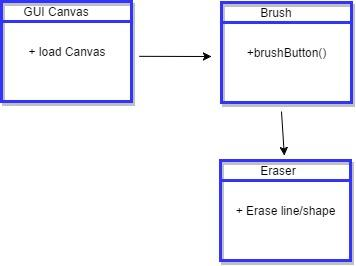 GUI Canvas
+ load Canvas
Brush
+brushButton()
Eraser
+ Erase line/shape